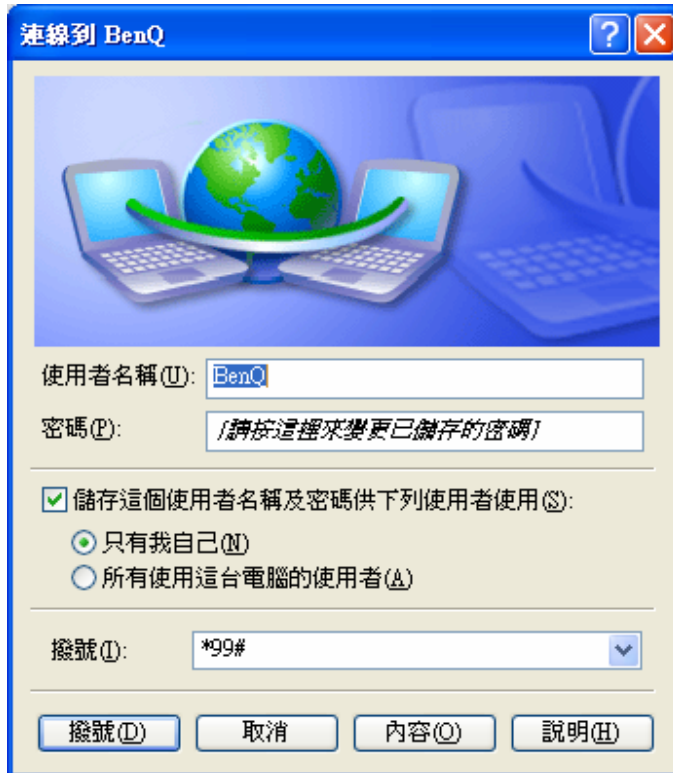 連線到 BenQ
使用者名稱(U): BenQ
密碼(P): [請按這裡來變更已儲存的密碼]
儲存這個使用者名稱及密碼供下列使用者使用(S):
只有我自己(N)
所有使用這台電腦的使用者(A)
撥號(I): *99#
撥號(D) 取消 內容(O) 說明(H)